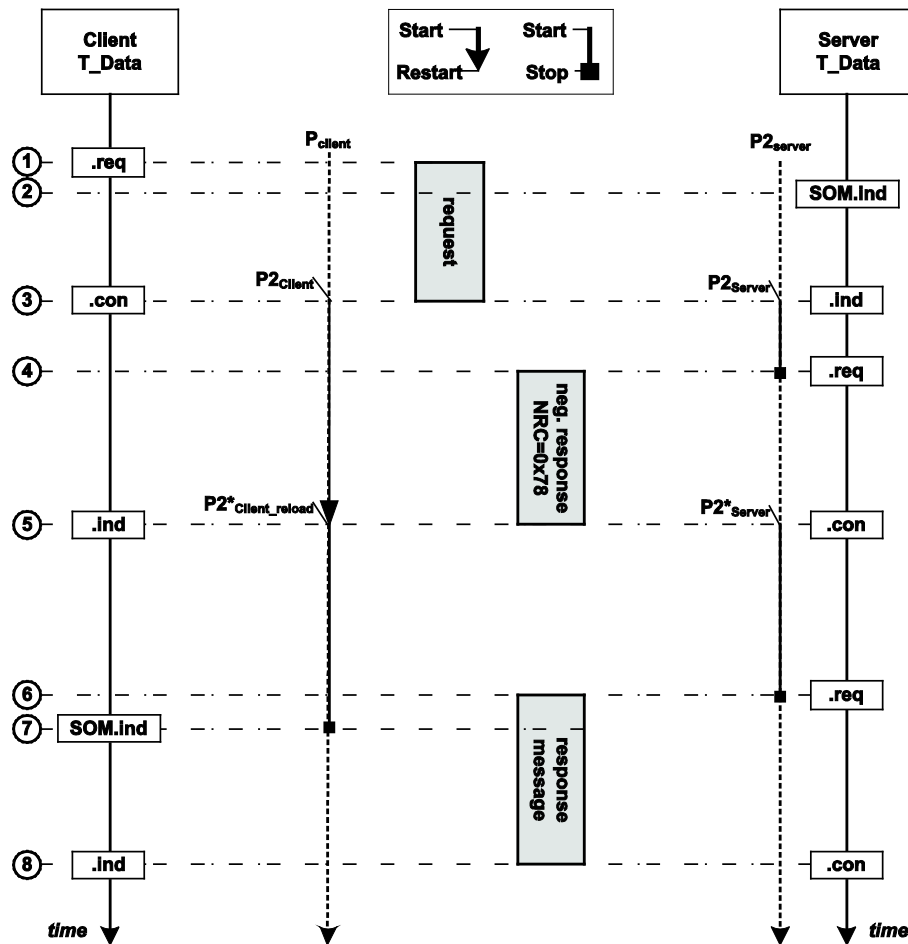 Client
T_Data
Start
Restart
Start
Stop
Server
T_Data
P_client
P2_server
1
.req
2
SOM.ind
request
P2_Client
P2_Server
3
.con
.ind
4
.req
neg. response
NRC=0x78
P2*_Client_reload
P2*_Server
5
.ind
.con
6
.req
7
SOM.ind
response
message
8
.ind
.con
time
time